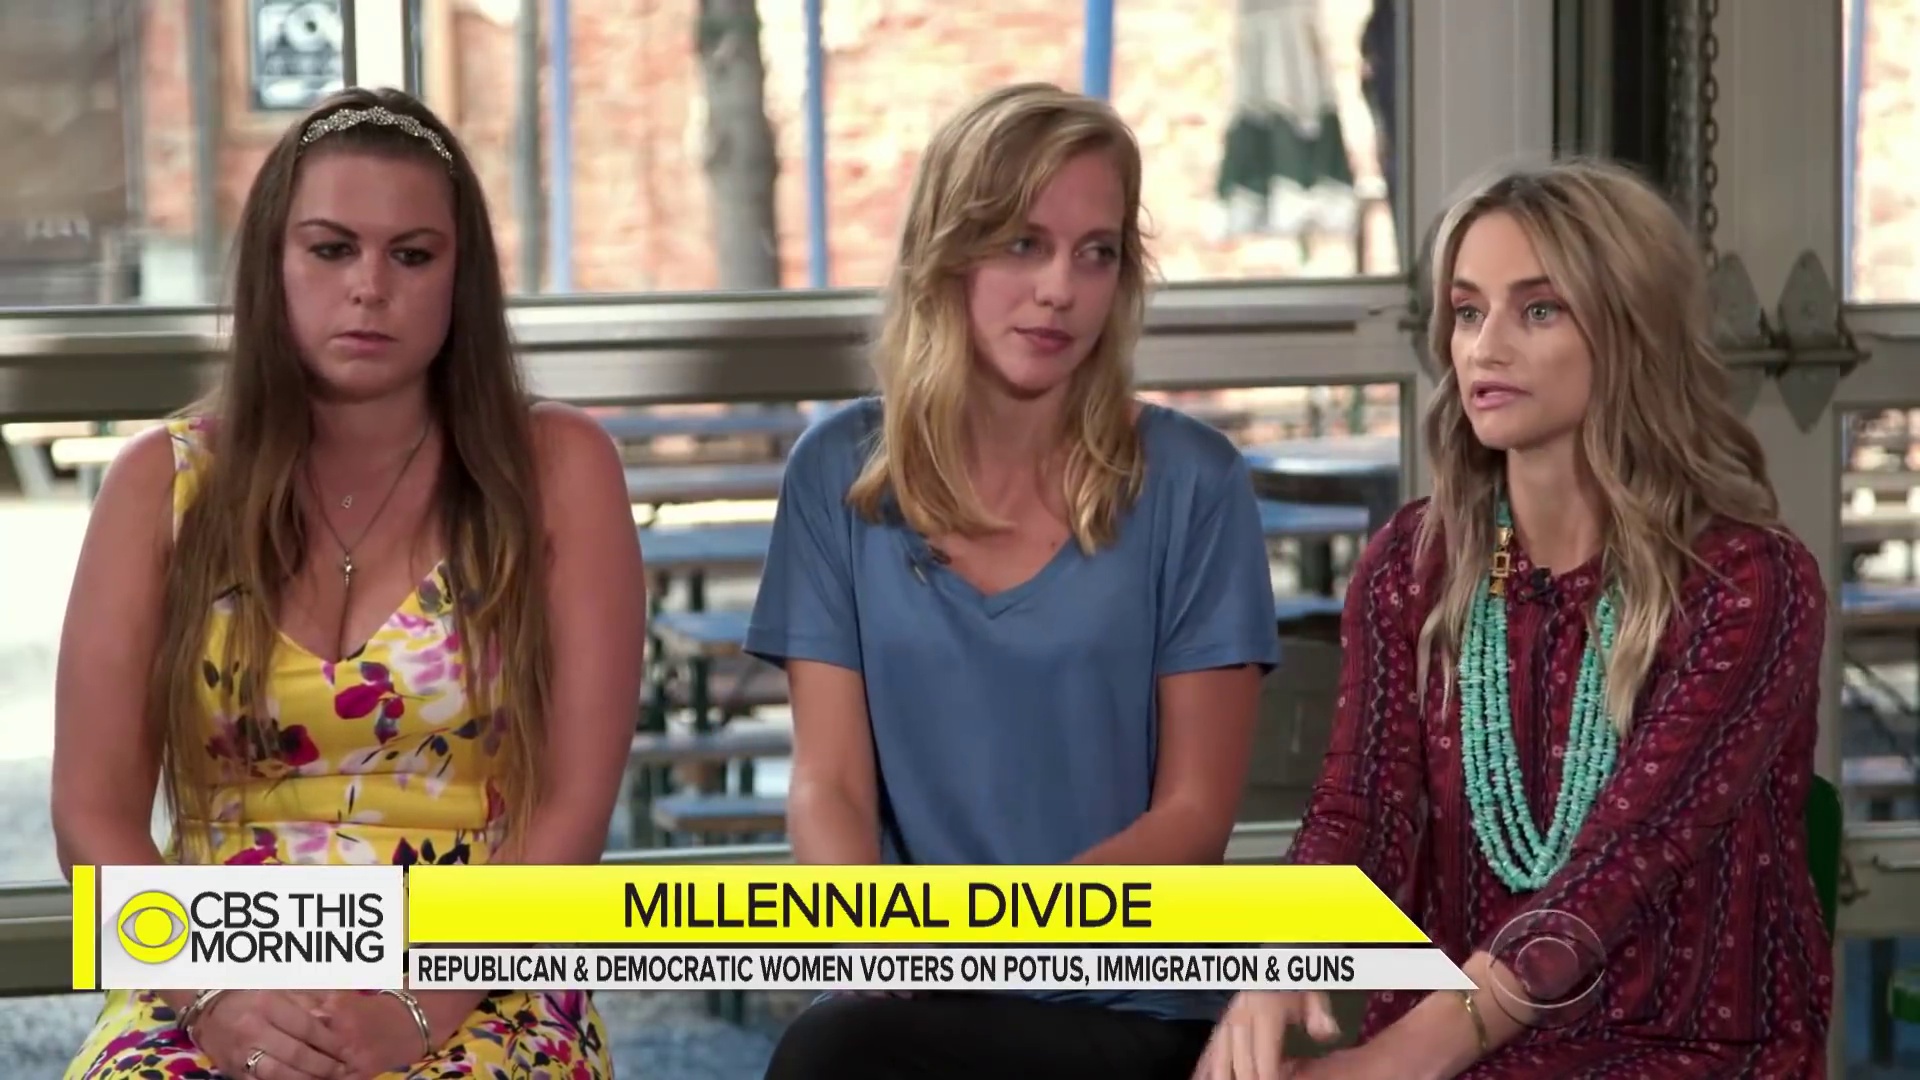 MILLENNIAL DIVIDE
CBS THIS
MORNING
REPUBLICAN & DEMOCRATIC WOMEN VOTERS ON POTUS, IMMIGRATION & GUNS